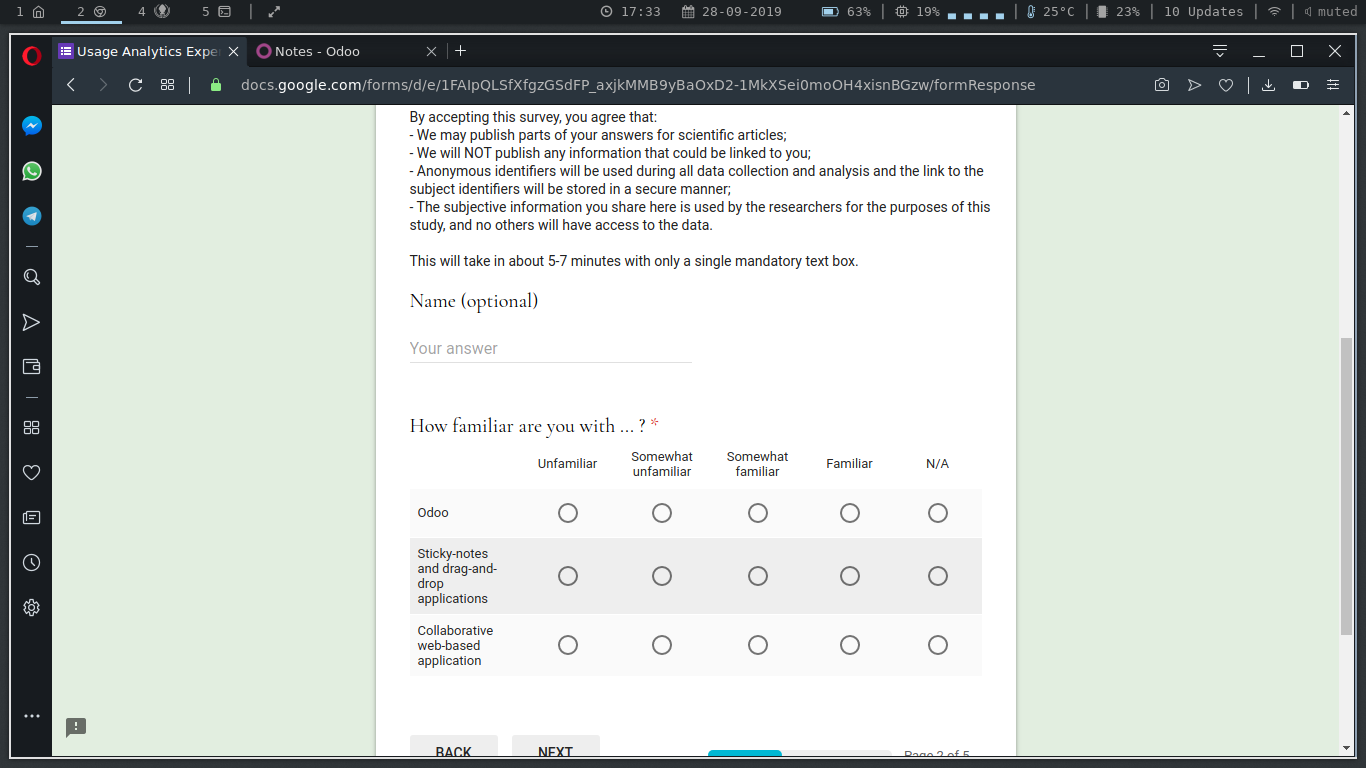 1 2 4 5 17:33 28-09-2019 63% 19% 25°C 23% 10 Updates muted
Usage Analytics Expe Notes - Odoo
docs.google.com/forms/d/e/1FAIpQLSfXfgzGSdFP_axjkMMB9yBaOxD2-1MkXSei0moOH4xisnBGzw/formResponse
By accepting this survey, you agree that:
- We may publish parts of your answers for scientific articles;
- We will NOT publish any information that could be linked to you;
- Anonymous identifiers will be used during all data collection and analysis and the link to the
subject identifiers will be stored in a secure manner;
- The subjective information you share here is used by the researchers for the purposes of this
study, and no others will have access to the data.
This will take in about 5-7 minutes with only a single mandatory text box.
Name (optional)
Your answer
How familiar are you with ... ? *
Unfamiliar Somewhat unfamiliar Somewhat familiar Familiar N/A
Odoo
Sticky-notes
and drag-and-
drop
applications
Collaborative
web-based
application
BACK NEXT Page 2 of 5